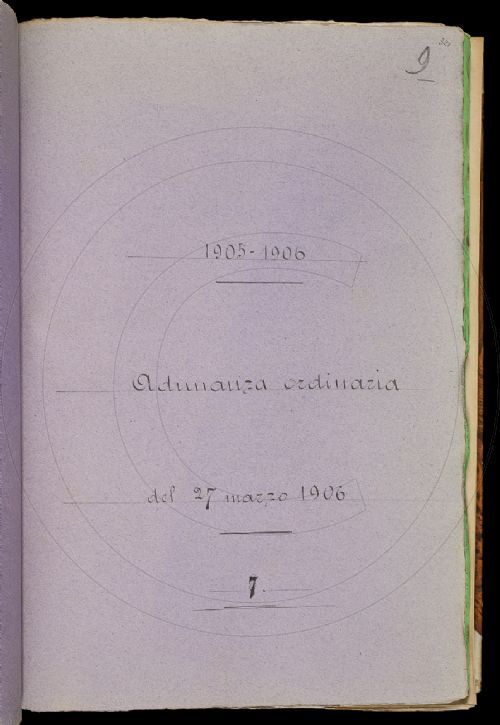 9
1905-1906
Adunanza ordinaria
del 27 marzo 1906
7.